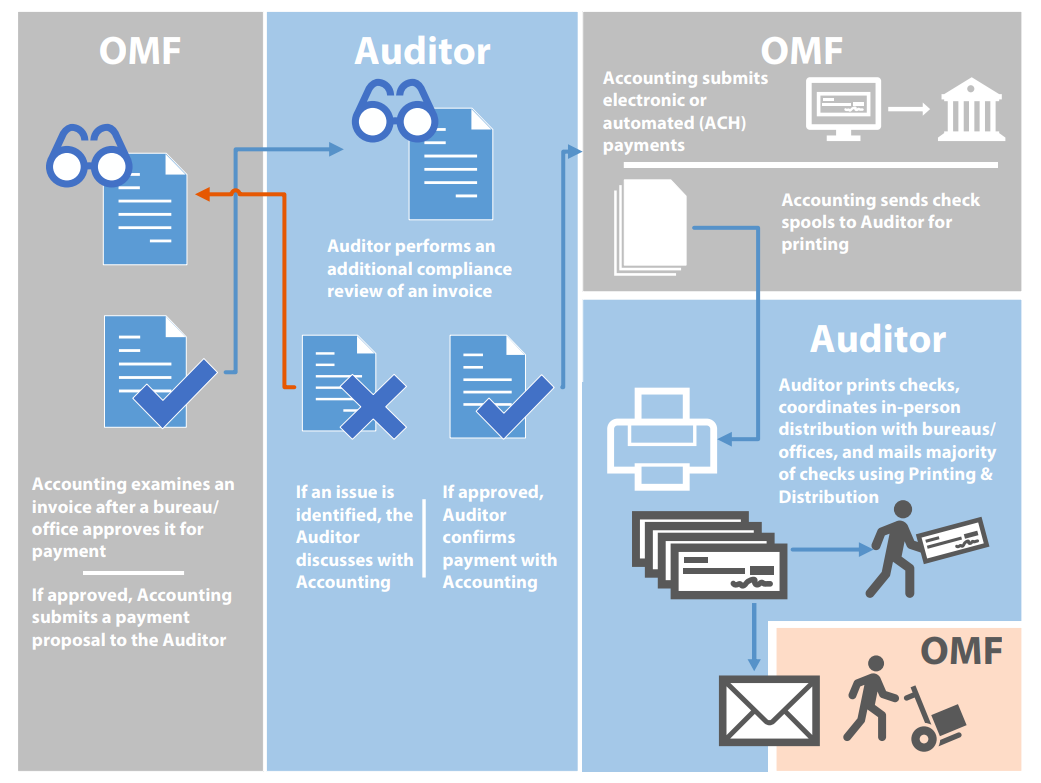 OMF
Accounting examines an
invoice after a bureau/
office approves it for
payment
If approved, Accounting
submits a payment
proposal to the Auditor
Auditor
Auditor performs an
additional compliance
review of an invoice
If an issue is
identified, the
Auditor
discusses with
Accounting
If approved,
Auditor
confirms
payment with
Accounting
OMF
Accounting submits
electronic or
automated (ACH)
payments
Accounting sends check
spools to Auditor for
printing
Auditor
Auditor prints checks,
coordinates in-person
distribution with bureaus/
offices, and mails majority
of checks using Printing &
Distribution
OMF